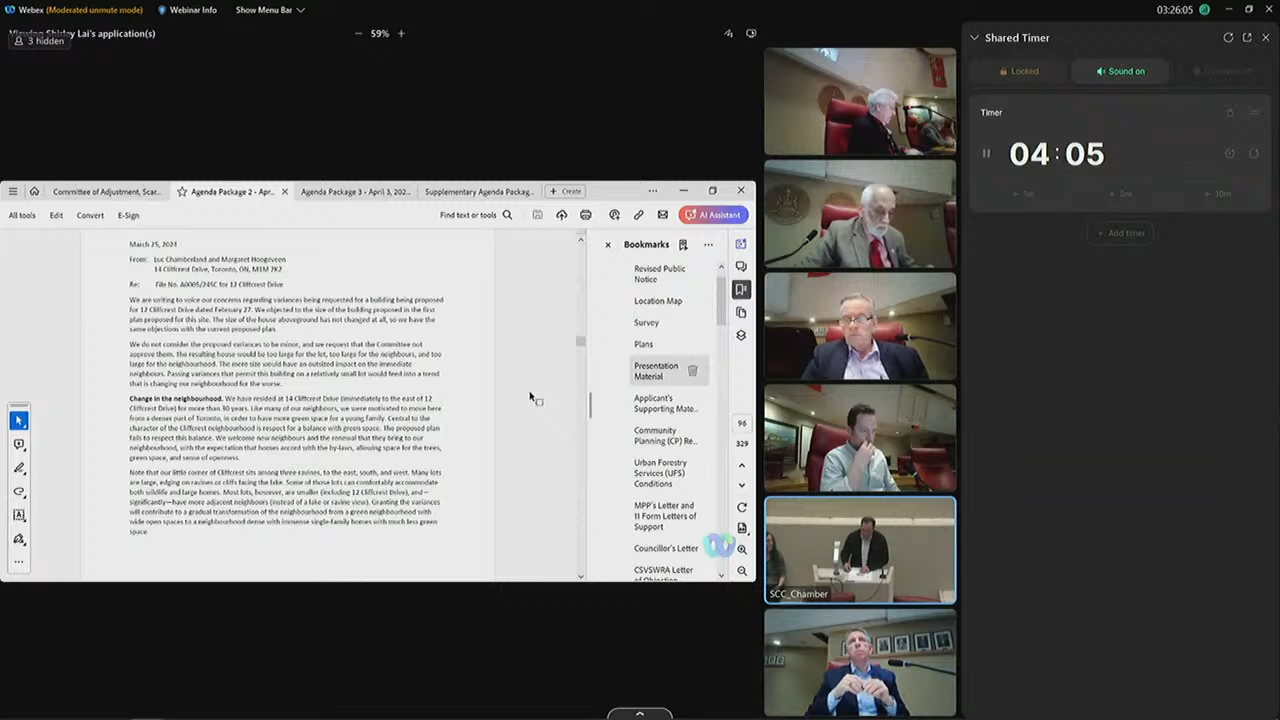 Webex (Moderated unmute mode)
Webinar Info
Show Menu Bar
03:26:05
Viewing Shirley Lai's application(s)
3 hidden
59%
Shared Timer
Locked
Sound on
Timer
04:05
1m
5m
10m
Add timer
Committee of Adjustment, Scar...
Agenda Package 2 - Apr...
Agenda Package 3 - April 3, 202...
Supplementary Agenda Packag...
Create
All tools
Edit
Convert
E-Sign
Find text or tools
AI Assistant
March 25, 2024
From: Luc Chamberland and Margaret Hoogeveen
14 Cliffcrest Drive, Toronto, ON, M1M 2K2
Re: File No. A0005/24SC for 12 Cliffcrest Drive
We are writing to voice our concerns regarding variances being requested for a building being proposed
for 12 Cliffcrest Drive dated February 27. We objected to the size of the building proposed in the first
plan proposed for this site. The size of the house aboveground has not changed at all, so we have the
same objections with the current proposed plan.
We do not consider the proposed variances to be minor, and we request that the Committee not
approve them. The resulting house would be too large for the lot, too large for the neighbours, and too
large for the neighbourhood. The mere size would have an outsized impact on the immediate
neighbours. Passing variances that permit this building on a relatively small lot would feed into a trend
that is changing our neighbourhood for the worse.
Change in the neighbourhood. We have resided at 14 Cliffcrest Drive (immediately to the east of 12
Cliffcrest Drive) for more than 30 years. Like many of our neighbours, we were motivated to move here
from a denser part of Toronto, in order to have more green space for a young family. Central to the
character of the Cliffcrest neighbourhood is respect for a balance with green space. The proposed plan
fails to respect this balance. We welcome new neighbours and the renewal that they bring to our
neighbourhood, with the expectation that homes accord with the by-laws, allowing space for the trees,
green space, and sense of openness.
Note that our little corner of Cliffcrest sits among three ravines, to the east, south, and west. Many lots
are large, edging on ravines or cliffs facing the lake. Some of those lots can comfortably accommodate
both wildlife and large homes. Most lots, however, are smaller (including 12 Cliffcrest Drive), and—
significantly—have more adjacent neighbours (instead of a lake or ravine view). Granting the variances
will contribute to a gradual transformation of the neighbourhood from a green neighbourhood with
wide open spaces to a neighbourhood dense with immense single-family homes with much less green
space.
Bookmarks
Revised Public
Notice
Location Map
Survey
Plans
Presentation
Material
Applicant's
Supporting Mate...
Community
Planning (CP) Re...
Urban Forestry
Services (UFS)
Conditions
MPP's Letter and
11 Form Letters of
Support
Councillor's Letter
CSVSWRA Letter
of Objection
96
329
SCC_Chamber